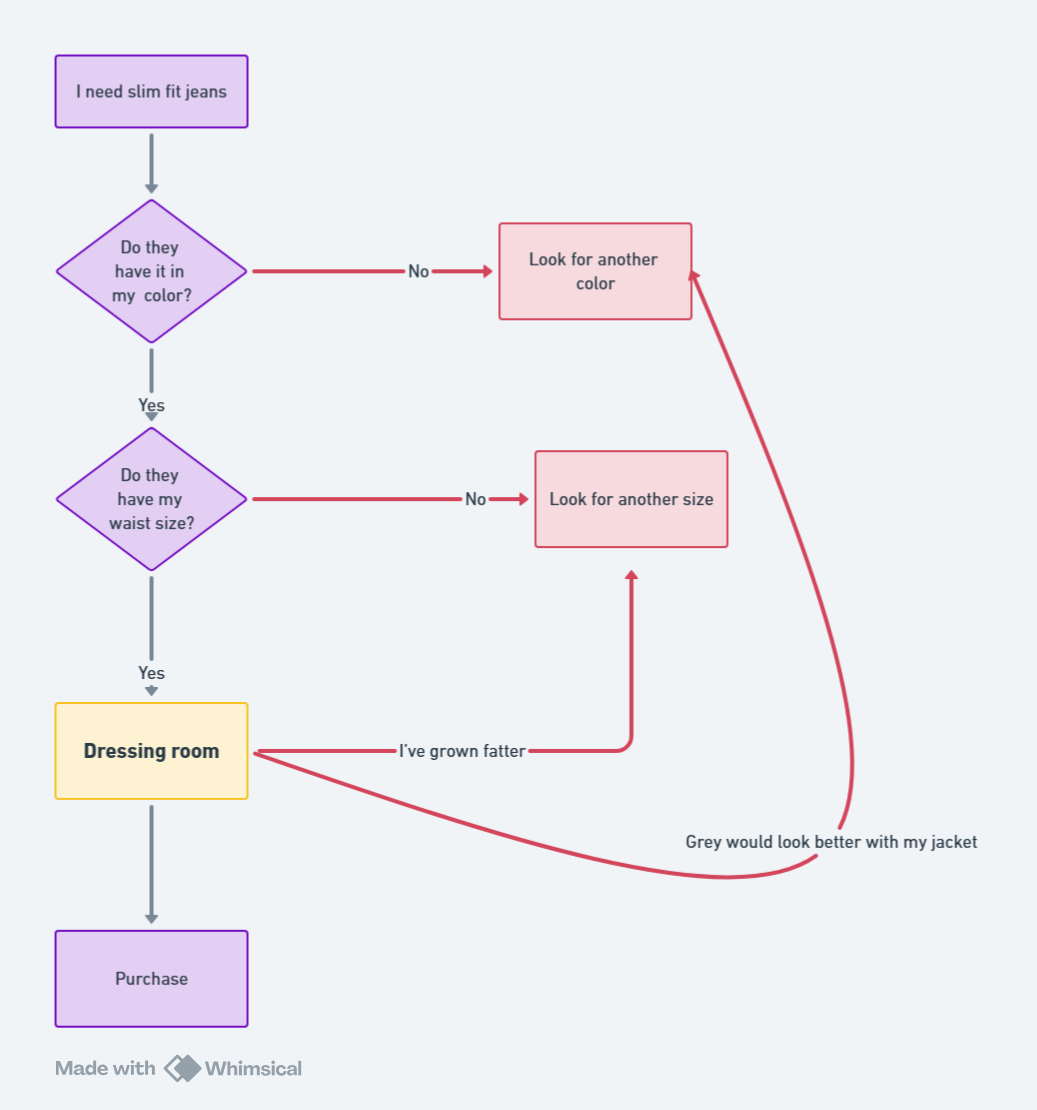 I need slim fit jeans
Do they
have it in
my  color?
No
Look for another
color
Yes
Do they
have my
waist size?
No
Look for another size
Yes
Dressing room
I've grown fatter
Grey would look better with my jacket
Purchase
Made with Whimsical